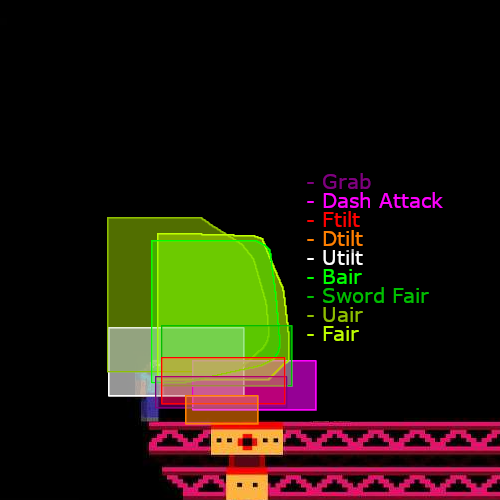 - Grab
- Dash Attack
- Ftilt
- Dtilt
- Utilt
- Bair
- Sword Fair
- Uair
- Fair